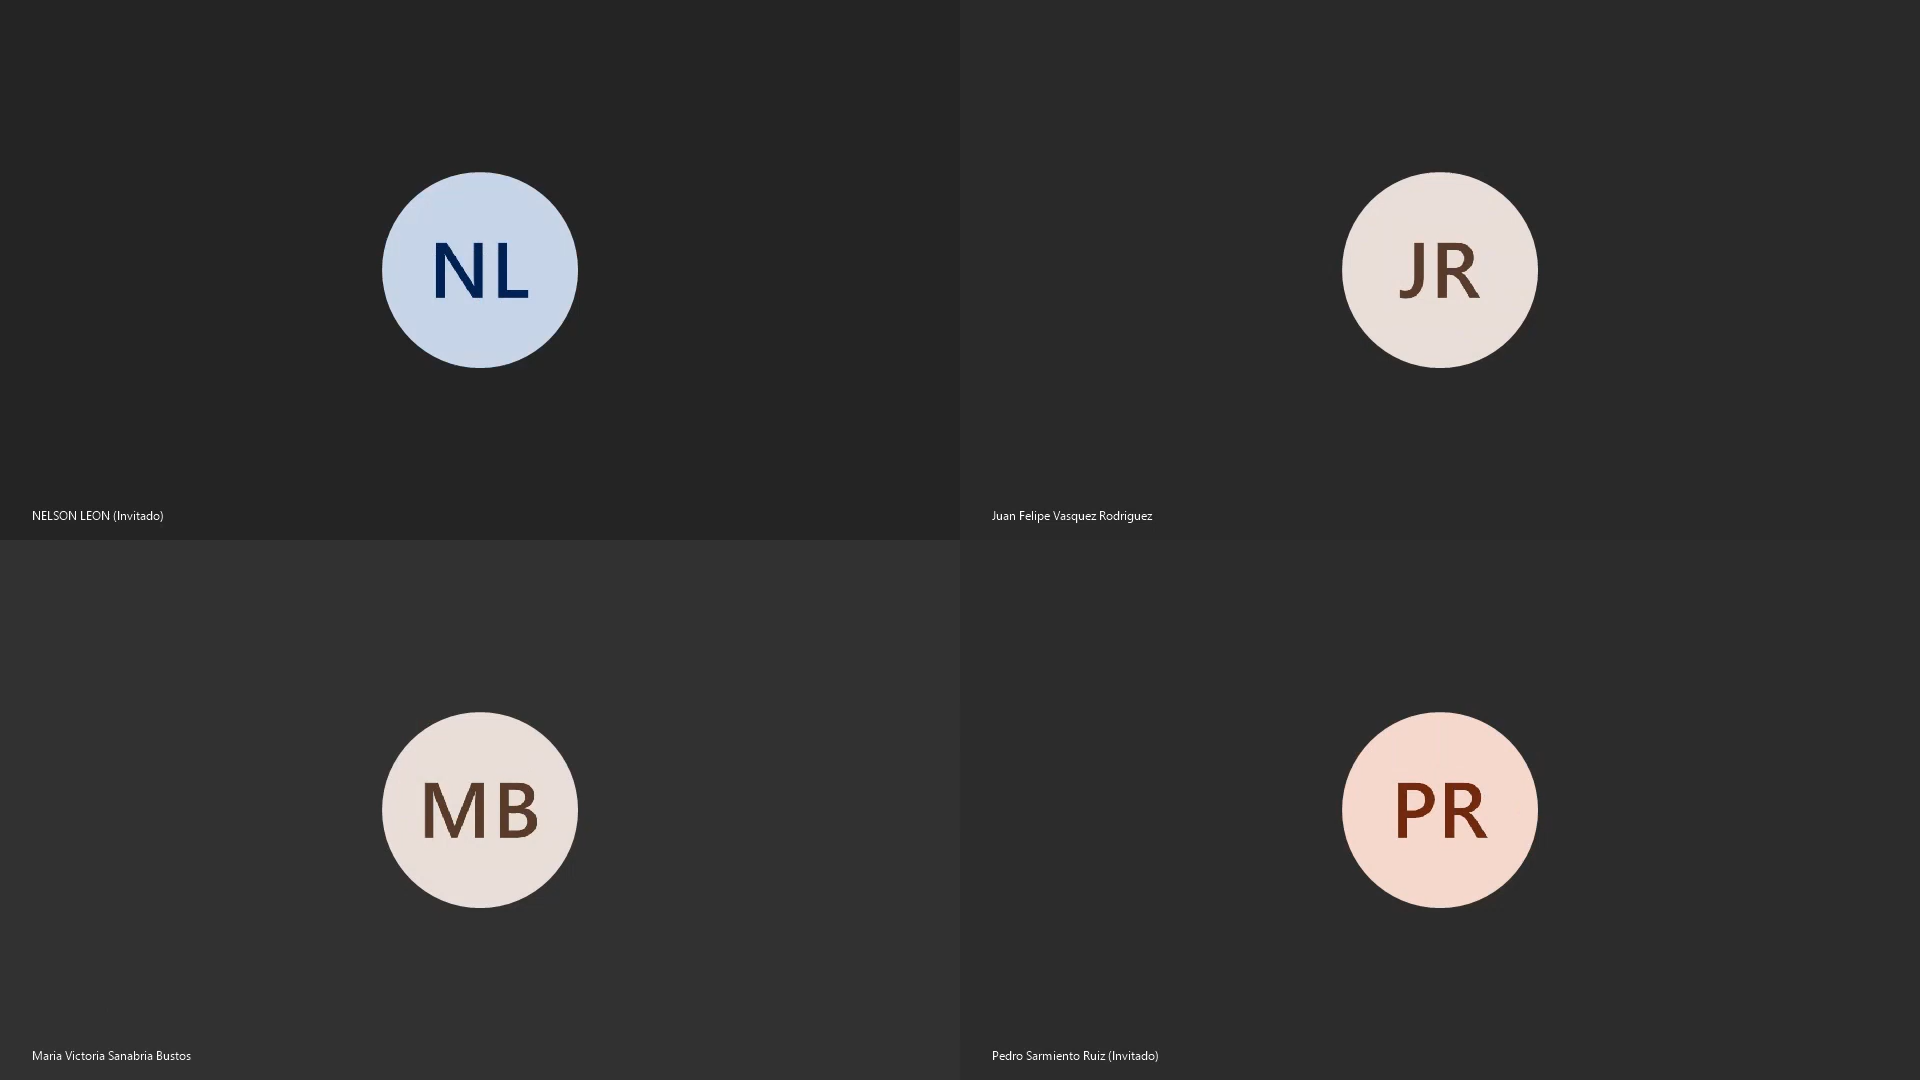 NL
NELSON LEON (Invitado)
JR
Juan Felipe Vasquez Rodriguez
MB
Maria Victoria Sanabria Bustos
PR
Pedro Sarmiento Ruiz (Invitado)